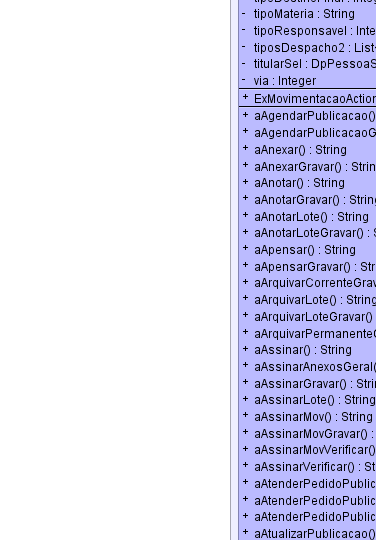 - tipoMateria : String
- tipoResponsavel : Inte
- tiposDespacho2 : List
- titularSel : DpPessoaS
- via : Integer
+ ExMovimentacaoAction
+ aAgendarPublicacao()
+ aAgendarPublicacaoG
+ aAnexar() : String
+ aAnexarGravar() : Strin
+ aAnotar() : String
+ aAnotarGravar() : String
+ aAnotarLote() : String
+ aAnotarLoteGravar() : S
+ aApensar() : String
+ aApensarGravar() : Str
+ aArquivarCorrenteGrav
+ aArquivarLote() : String
+ aArquivarLoteGravar()
+ aArquivarPermanenteG
+ aAssinar() : String
+ aAssinarAnexosGeral(
+ aAssinarGravar() : Stri
+ aAssinarLote() : String
+ aAssinarMov() : String
+ aAssinarMovGravar() :
+ aAssinarMovVerificar()
+ aAssinarVerificar() : St
+ aAtenderPedidoPublic
+ aAtenderPedidoPublic
+ aAtenderPedidoPublic
+ aAtualizarPublicacao()